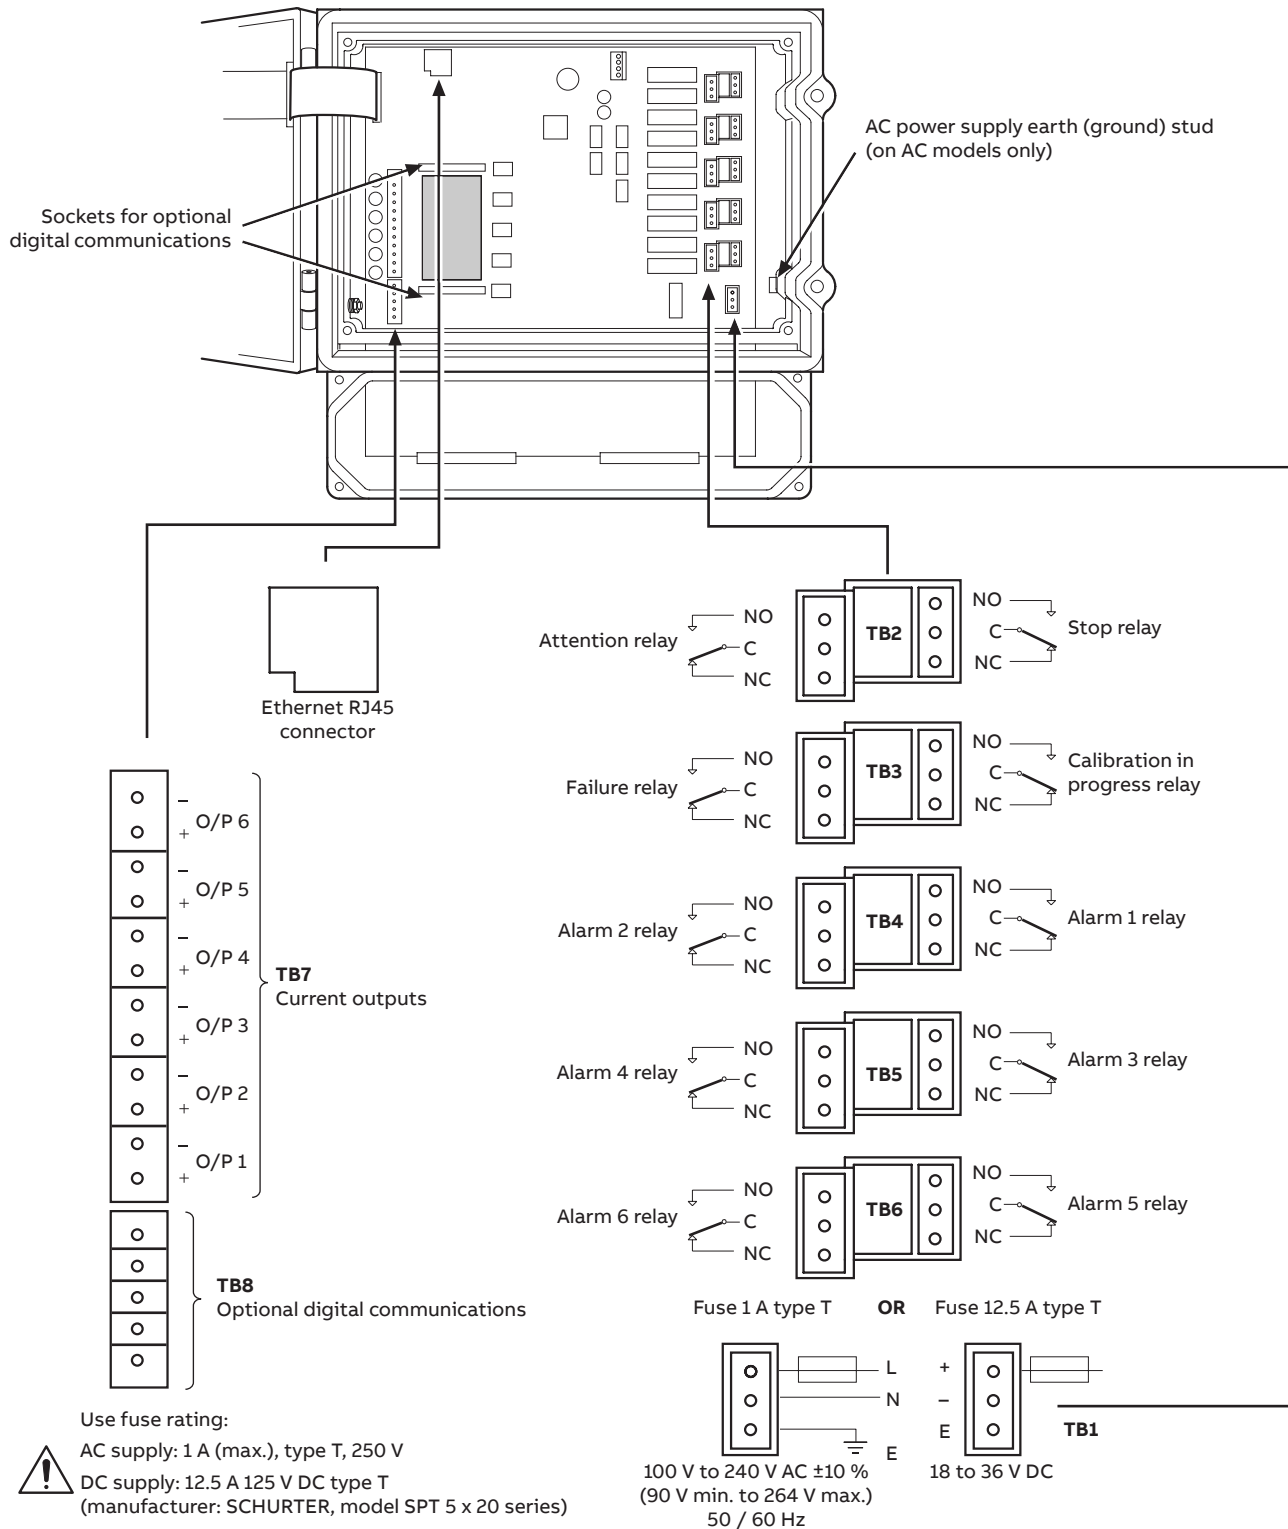 AC power supply earth (ground) stud
(on AC models only)
Sockets for optional
digital communications
Ethernet RJ45
connector
Attention relay
NO
C
NC
TB2
NO
C
NC
Stop relay
Failure relay
NO
C
NC
TB3
NO
C
NC
Calibration in
progress relay
Alarm 2 relay
NO
C
NC
TB4
NO
C
NC
Alarm 1 relay
Alarm 4 relay
NO
C
NC
TB5
NO
C
NC
Alarm 3 relay
Alarm 6 relay
NO
C
NC
TB6
NO
C
NC
Alarm 5 relay
–
+
O/P 6
–
+
O/P 5
–
+
O/P 4
–
+
O/P 3
–
+
O/P 2
–
+
O/P 1
TB7
Current outputs
TB8
Optional digital communications
Fuse 1 A type T OR Fuse 12.5 A type T
L
N
E
+
–
E
TB1
100 V to 240 V AC ±10 %
(90 V min. to 264 V max.)
50 / 60 Hz
18 to 36 V DC
Use fuse rating:
AC supply: 1 A (max.), type T, 250 V
DC supply: 12.5 A 125 V DC type T
(manufacturer: SCHURTER, model SPT 5 x 20 series)